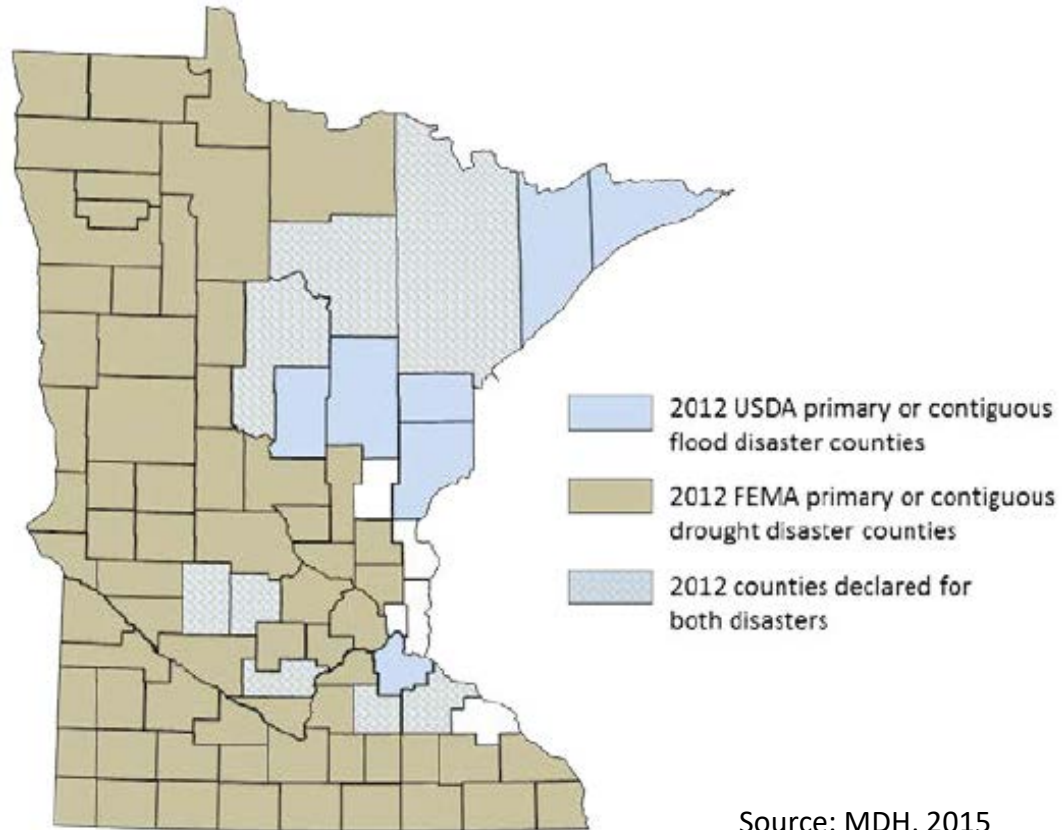 2012 USDA primary or contiguous
flood disaster counties
2012 FEMA primary or contiguous
drought disaster counties
2012 counties declared for
both disasters
Source: MDH, 2015